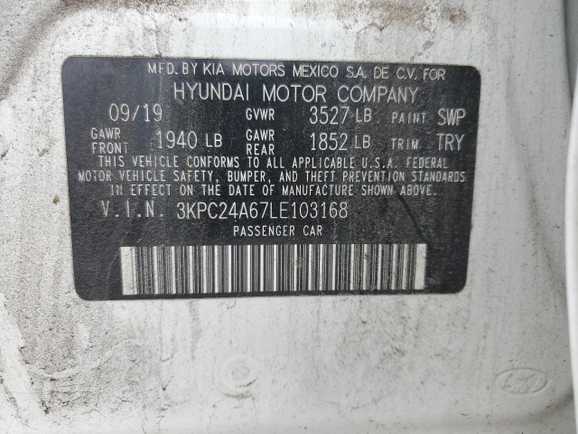 MFD. BY KIA MOTORS MEXICO S.A. DE C.V. FOR
HYUNDAI MOTOR COMPANY
09/19 GVWR 3527 LB PAINT SWP
GAWR FRONT 1940 LB GAWR REAR 1852 LB TRIM TRY
THIS VEHICLE CONFORMS TO ALL APPLICABLE U.S.A. FEDERAL
MOTOR VEHICLE SAFETY, BUMPER, AND THEFT PREVENTION STANDARDS
IN EFFECT ON THE DATE OF MANUFACTURE SHOWN ABOVE.
V.I.N. 3KPC24A67LE103168
PASSENGER CAR